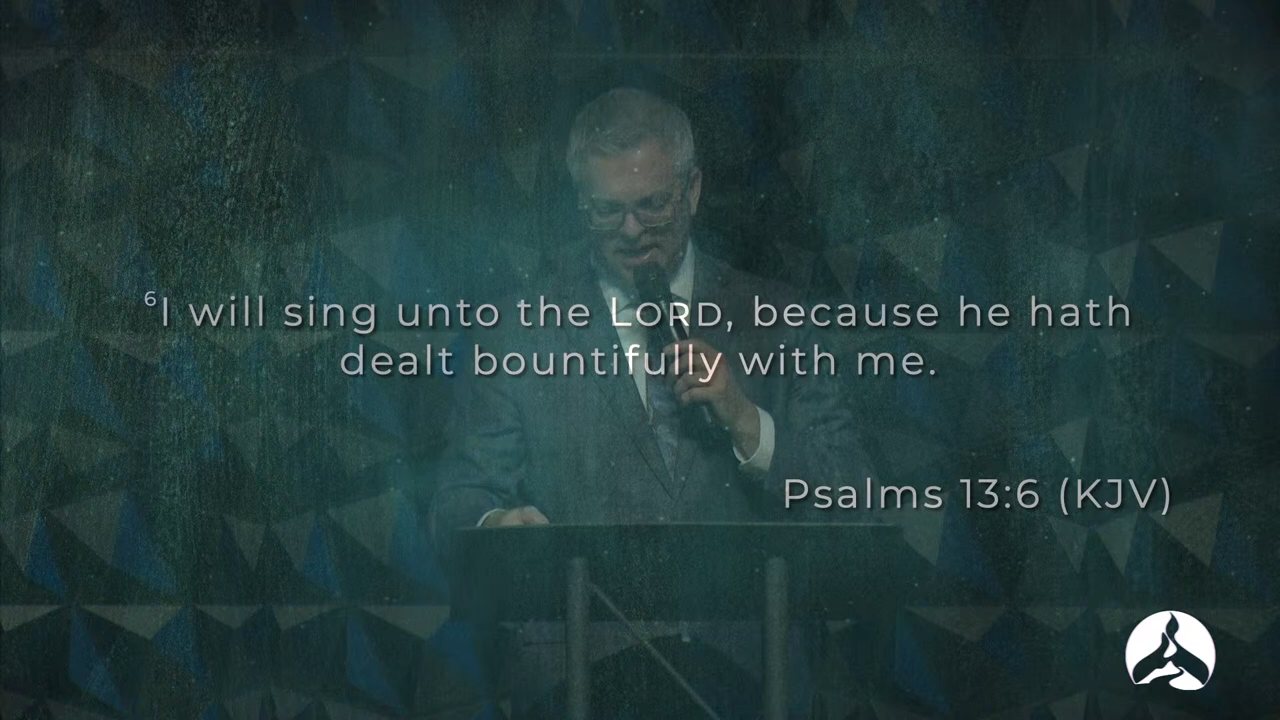 ⁶I will sing unto the LORD, because he hath
dealt bountifully with me.
Psalms 13:6 (KJV)